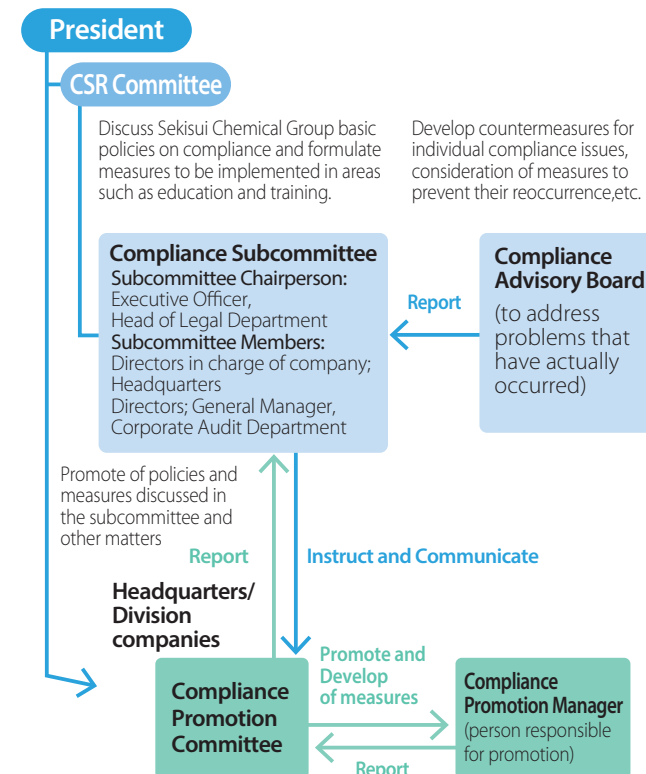 President
CSR Committee
Discuss Sekisui Chemical Group basic
policies on compliance and formulate
measures to be implemented in areas
such as education and training.
Develop countermeasures for
individual compliance issues,
consideration of measures to
prevent their reoccurrence,etc.
Compliance Subcommittee
Subcommittee Chairperson:
Executive Officer,
Head of Legal Department
Subcommittee Members:
Directors in charge of company;
Headquarters
Directors; General Manager,
Corporate Audit Department
Report
Compliance
Advisory Board
(to address
problems that
have actually
occurred)
Promote of policies and
measures discussed in
the subcommittee and
other matters
Report
Instruct and Communicate
Headquarters/
Division
companies
Compliance
Promotion
Committee
Promote and
Develop
of measures
Report
Compliance
Promotion Manager
(person responsible
for promotion)